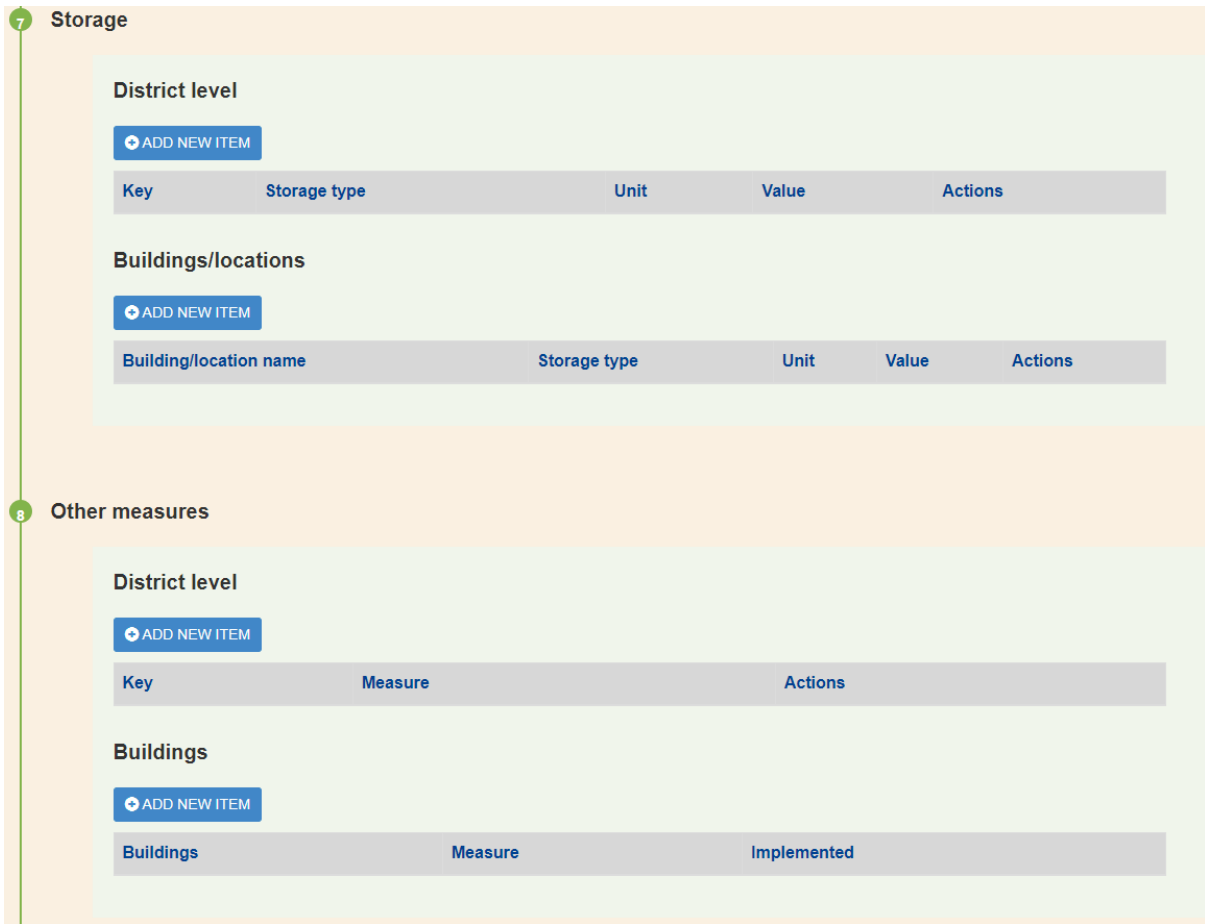 7 Storage
District level
ADD NEW ITEM
Key Storage type Unit Value Actions
Buildings/locations
ADD NEW ITEM
Building/location name Storage type Unit Value Actions
8 Other measures
District level
ADD NEW ITEM
Key Measure Actions
Buildings
ADD NEW ITEM
Buildings Measure Implemented